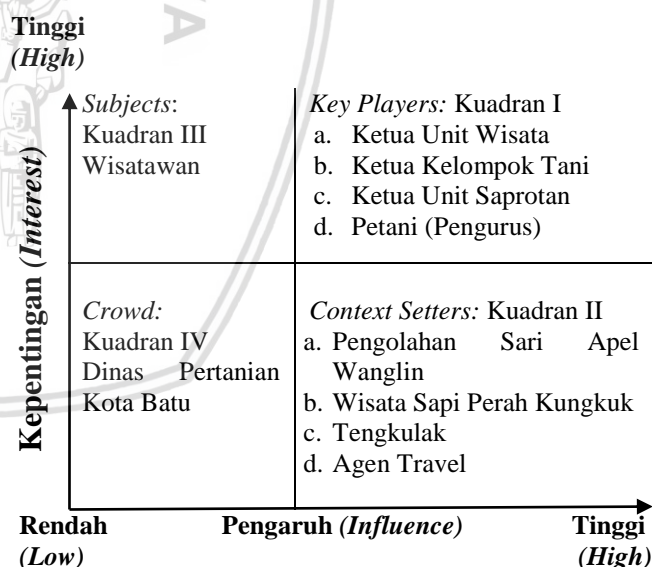 Tinggi
(High)
Subjects:
Kuadran III
Wisatawan
Key Players: Kuadran I
a. Ketua Unit Wisata
b. Ketua Kelompok Tani
c. Ketua Unit Saprotan
d. Petani (Pengurus)
Kepentingan (Interest)
Crowd:
Kuadran IV
Dinas Pertanian
Kota Batu
Context Setters: Kuadran II
a. Pengolahan Sari Apel
Wanglin
b. Wisata Sapi Perah Kungkuk
c. Tengkulak
d. Agen Travel
Rendah
(Low)
Pengaruh (Influence)
Tinggi
(High)